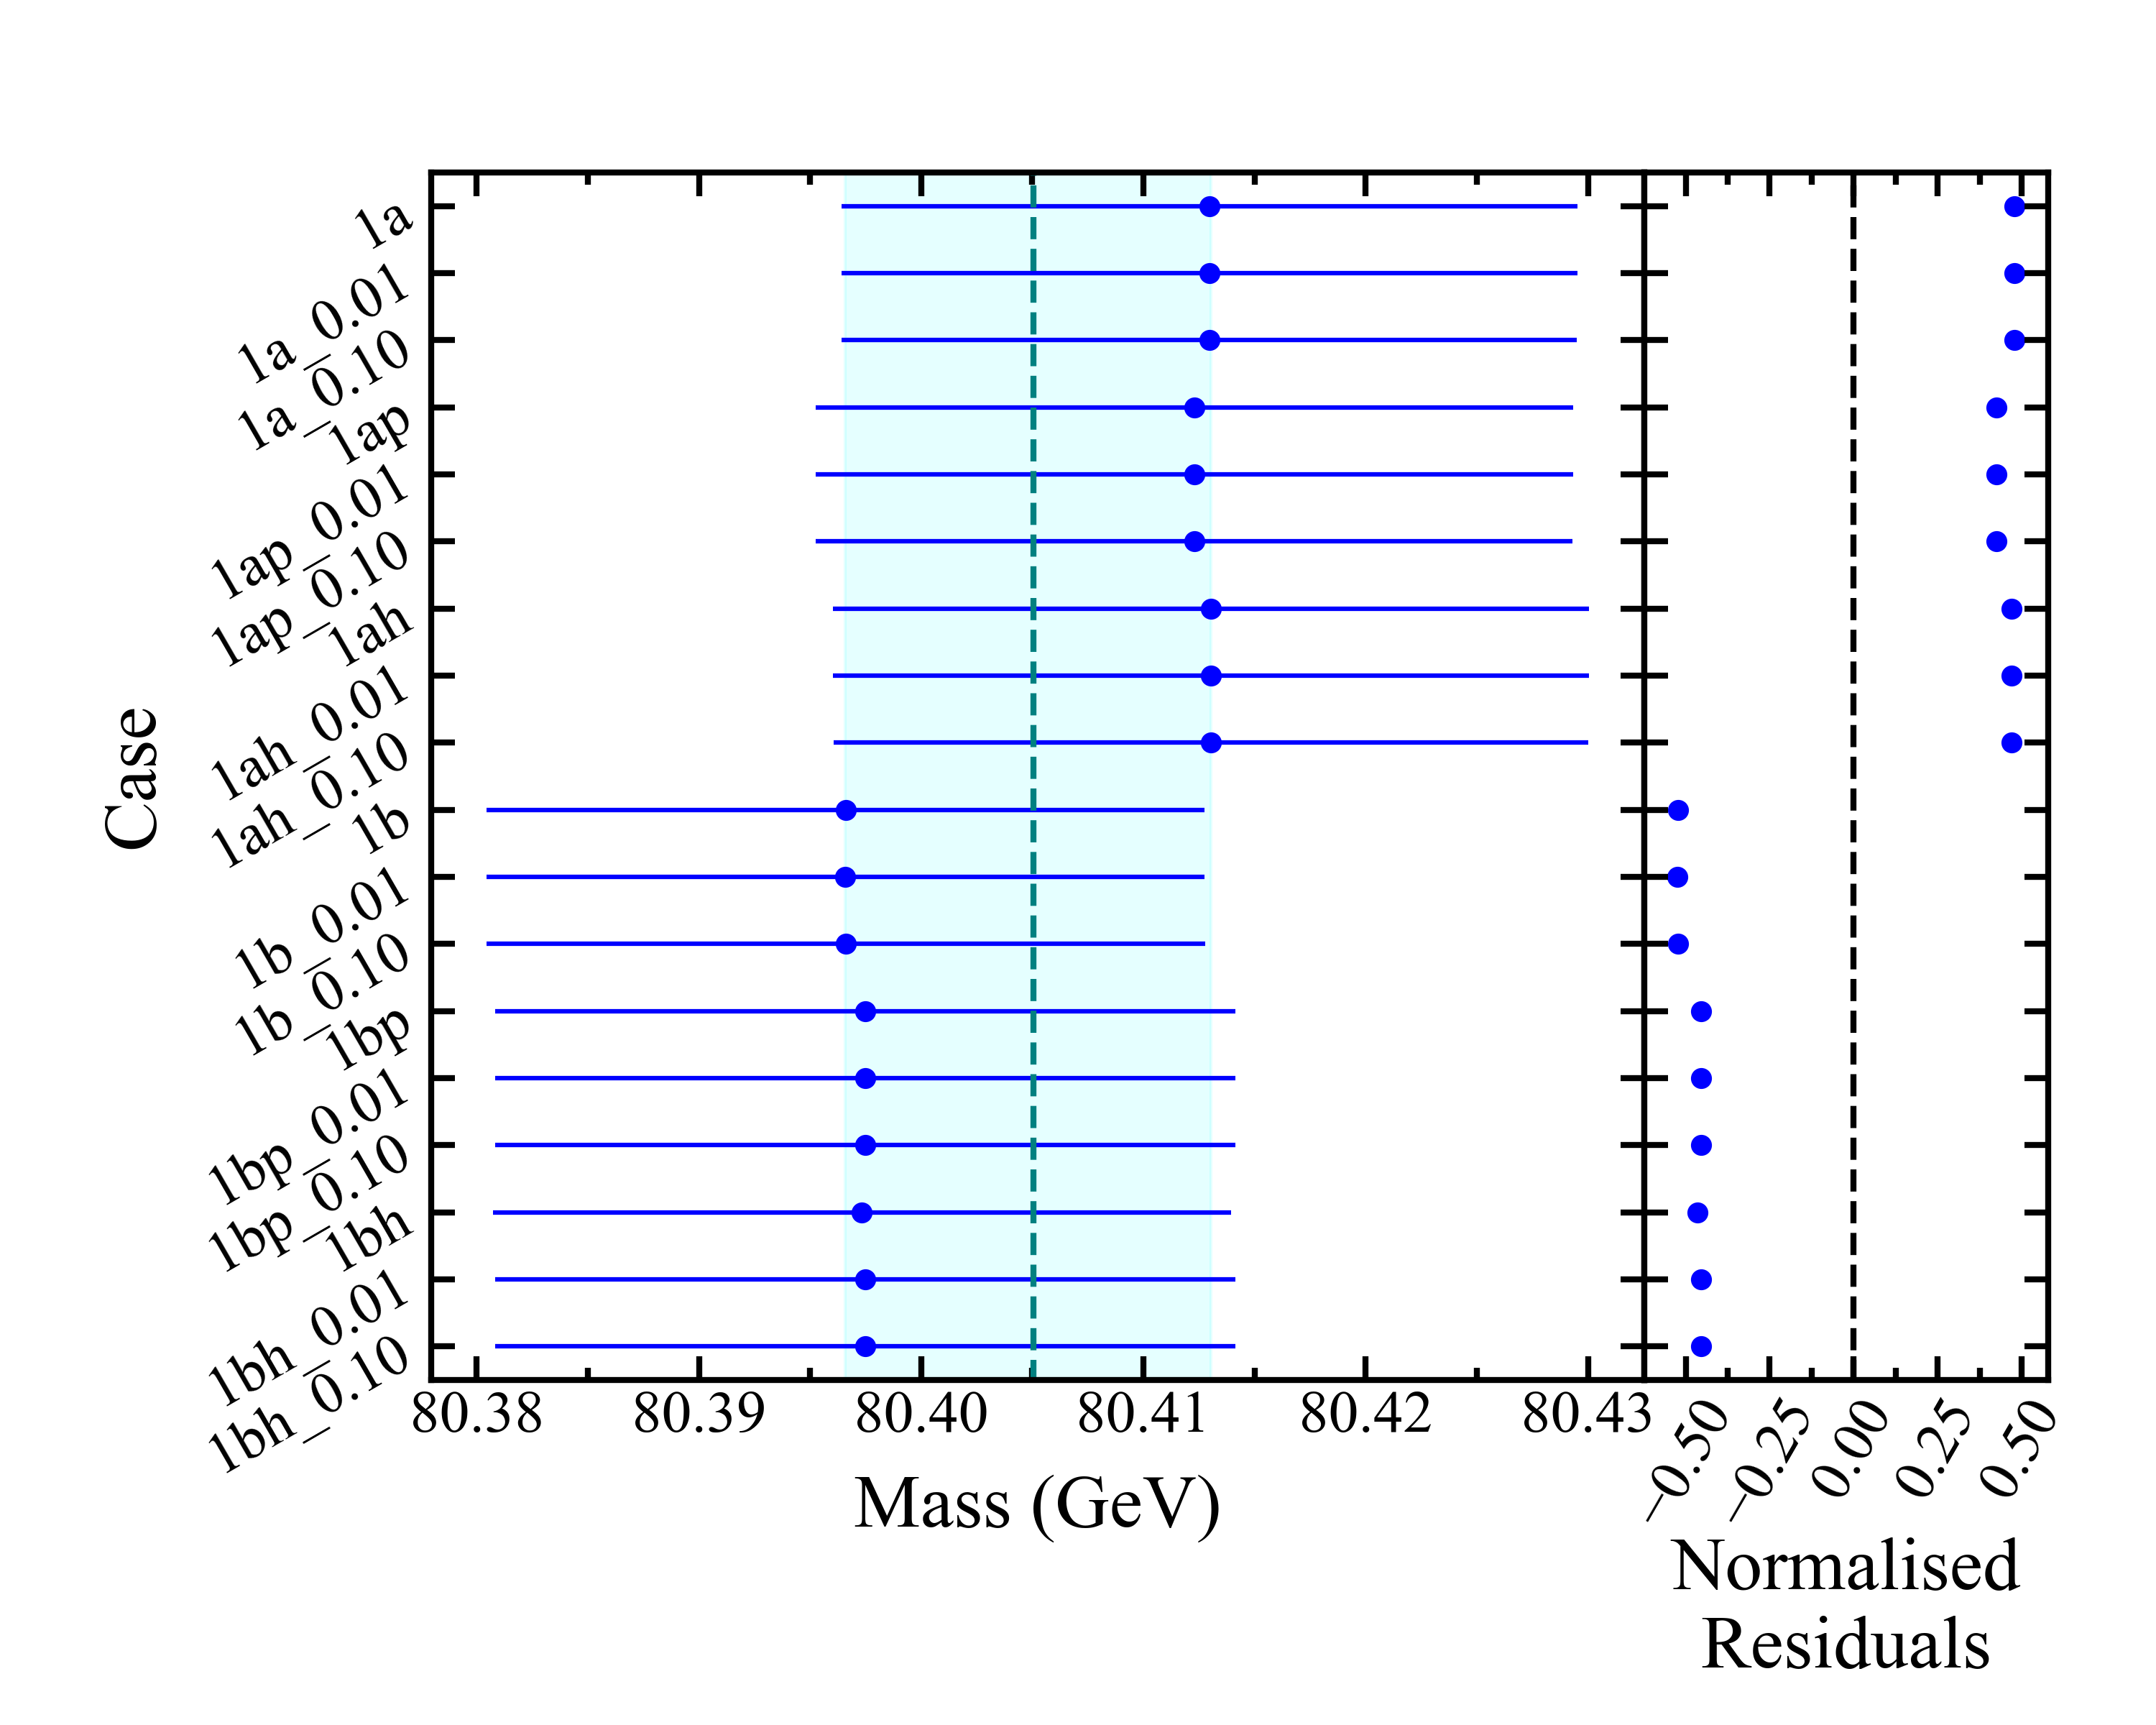 1a
1a_0.01
1a_0.10
1ap
1ap_0.01
1ap_0.10
1ah
1ah_0.01
1ah_0.10
1b
1b_0.01
1b_0.10
1bp
1bp_0.01
1bp_0.10
1bh
1bh_0.01
1bh_0.10
Case
80.38 80.39 80.40 80.41 80.42 80.43
Mass (GeV)
−0.50 −0.25 0.00 0.25 0.50
Normalised
Residuals